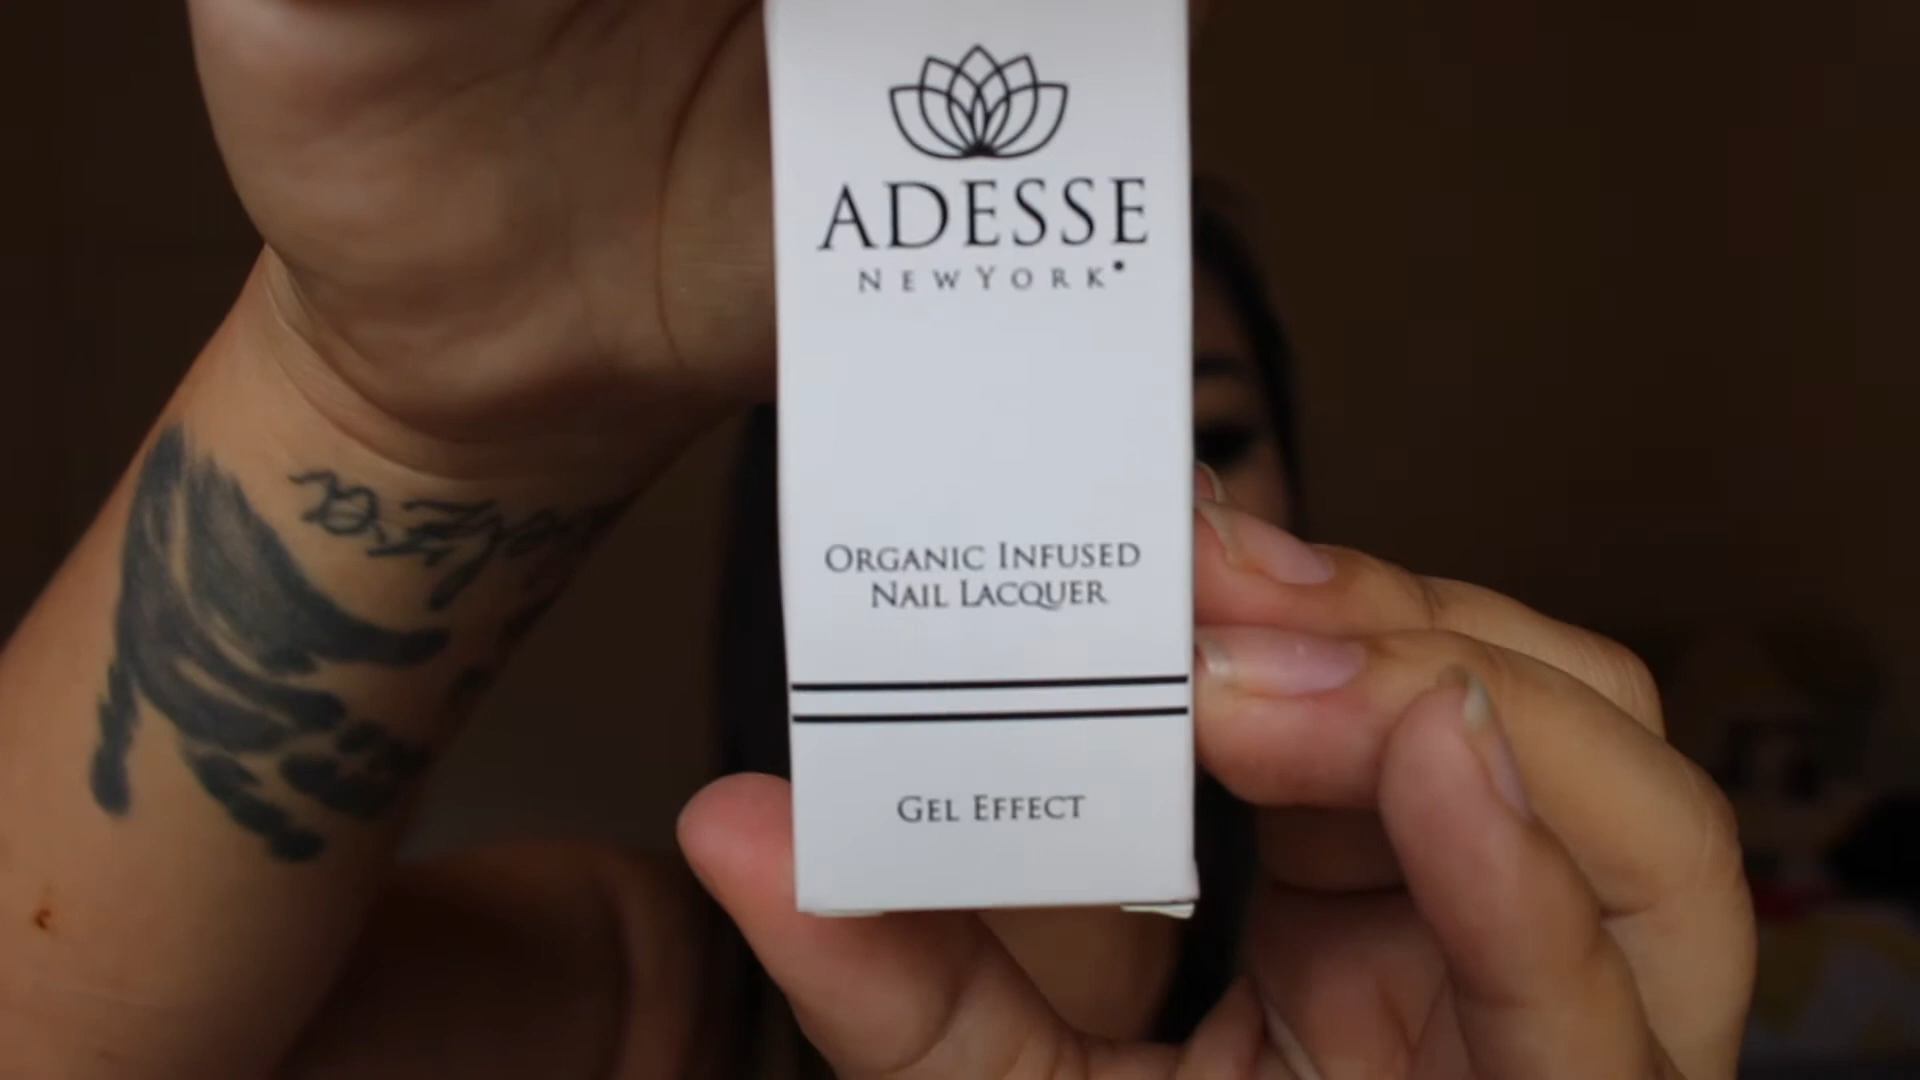 ADESSE
NEWYORK
ORGANIC INFUSED
NAIL LACQUER
GEL EFFECT